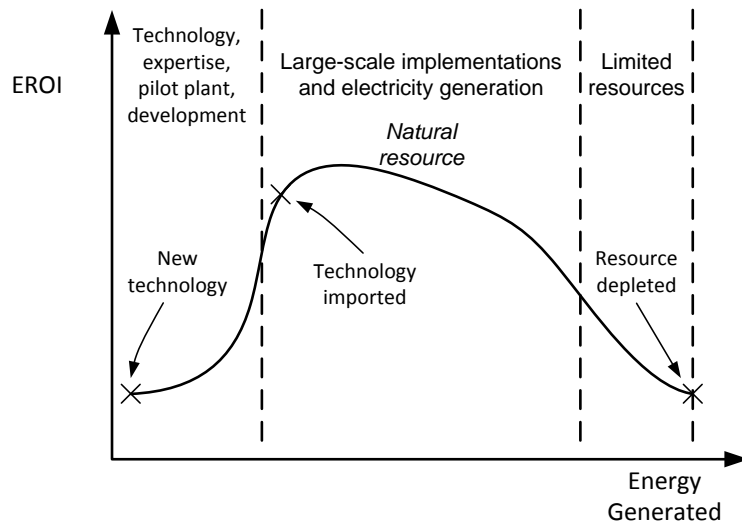 Technology,
expertise,
pilot plant,
development
Large-scale implementations
and electricity generation
Limited
resources
EROI
Natural
resource
New
technology
Technology
imported
Resource
depleted
Energy
Generated